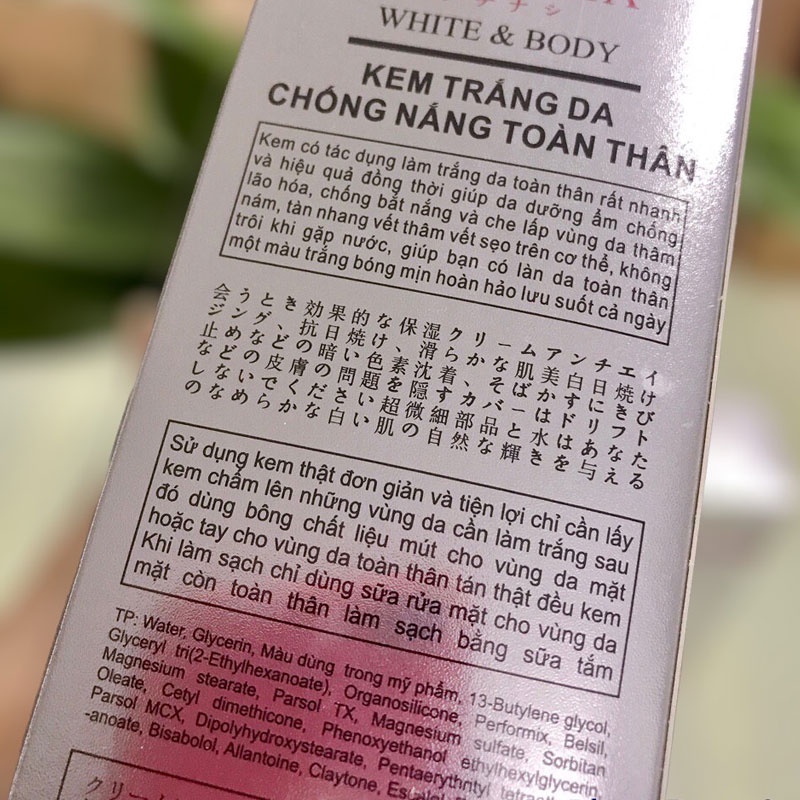 WHITE & BODY
KEM TRẮNG DA
CHỐNG NẮNG TOÀN THÂN
Kem có tác dụng làm trắng da toàn thân rất nhanh
và hiệu quả đồng thời giúp da dưỡng ẩm chống
lão hóa, chống bắt nắng và che lấp vùng da thâm
nám, tàn nhang vết thâm vết sẹo trên cơ thể, không
trôi khi gặp nước, giúp bạn có làn da toàn thân
một màu trắng bóng mịn hoàn hảo lưu suốt cả ngày
会うとき効果的な保湿クリームアンチエイ
ジング、抗日焼け、滑らかな肌美白日焼け
止めなどの暗い色素沈着、そばかすにきび
などの皮膚の問題を隠すカバードリフト
しないでください超微細部品
のなめらかな白い肌の自然な輝きを与える
Sử dụng kem thật đơn giản và tiện lợi chỉ cần lấy
kem chấm lên những vùng da cần làm trắng sau
đó dùng bông chất liệu mút cho vùng da mặt
hoặc tay cho vùng da toàn thân tán thật đều kem
Khi làm sạch chỉ dùng sữa rửa mặt cho vùng da
mặt còn toàn thân làm sạch bằng sữa tắm
TP: Water, Glycerin, Màu dùng trong mỹ phẩm, 13-Butylene glycol,
Glyceryl tri(2-Ethylhexanoate), Organosilicone, Performix, Belsil,
Magnesium stearate, Parsol TX, Magnesium sulfate, Sorbitan
Oleate, Cetyl dimethicone, Phenoxyethanol ethylhexylglycerin,
Parsol MCX, Dipolyhydroxystearate, Pentaerythrityl
-anoate, Bisabolol, Allantoine, Claytone,
クリーム